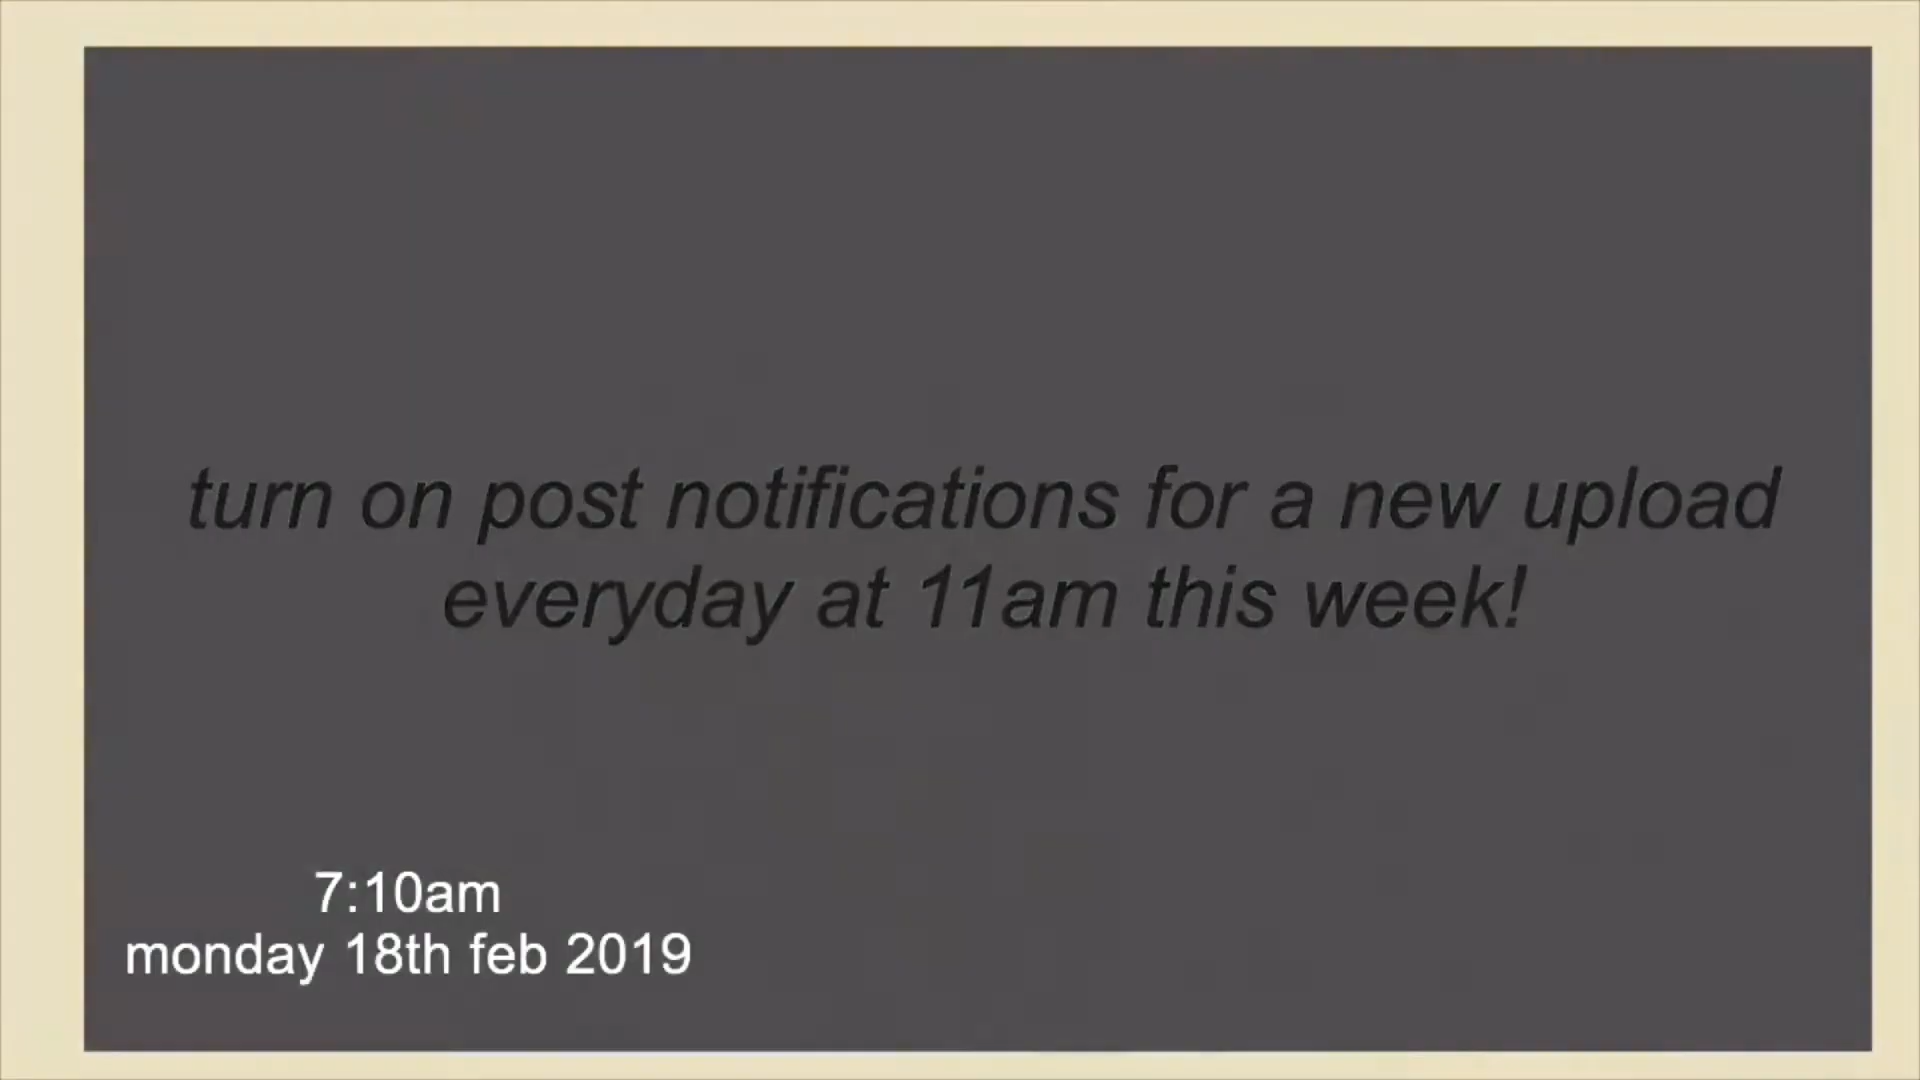 turn on post notifications for a new upload
everyday at 11am this week!
7:10am
monday 18th feb 2019